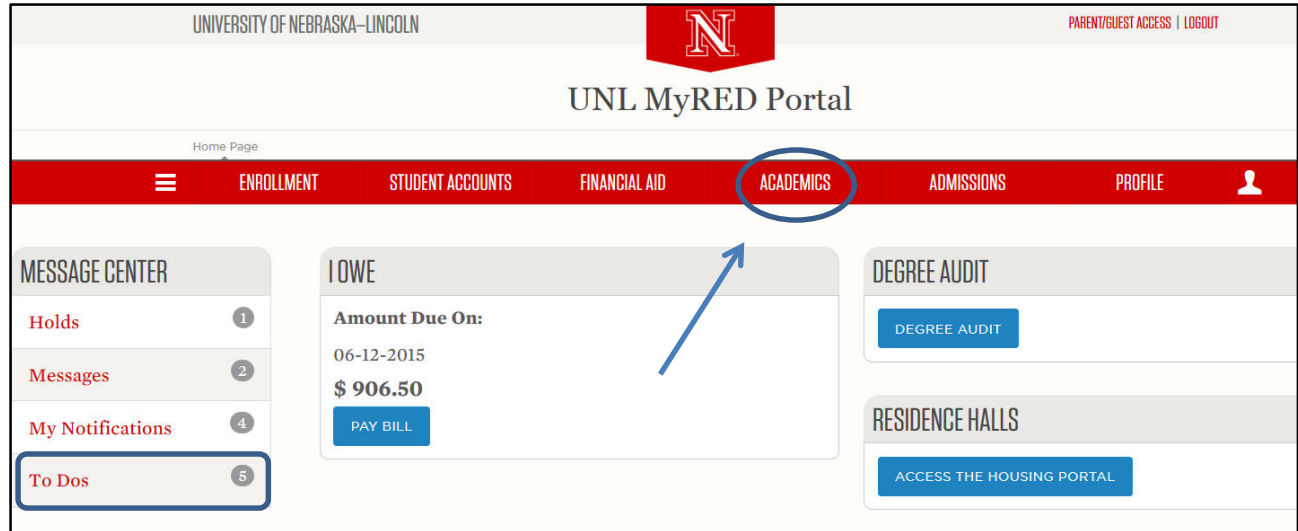 UNIVERSITY OF NEBRASKA–LINCOLN
N
PARENT/GUEST ACCESS | LOGOUT
UNL MyRED Portal
Home Page
ENROLLMENT STUDENT ACCOUNTS FINANCIAL AID ACADEMICS ADMISSIONS PROFILE
MESSAGE CENTER
Holds 1
Messages 2
My Notifications 4
To Dos 5
I OWE
Amount Due On:
06-12-2015
$ 906.50
PAY BILL
DEGREE AUDIT
DEGREE AUDIT
RESIDENCE HALLS
ACCESS THE HOUSING PORTAL